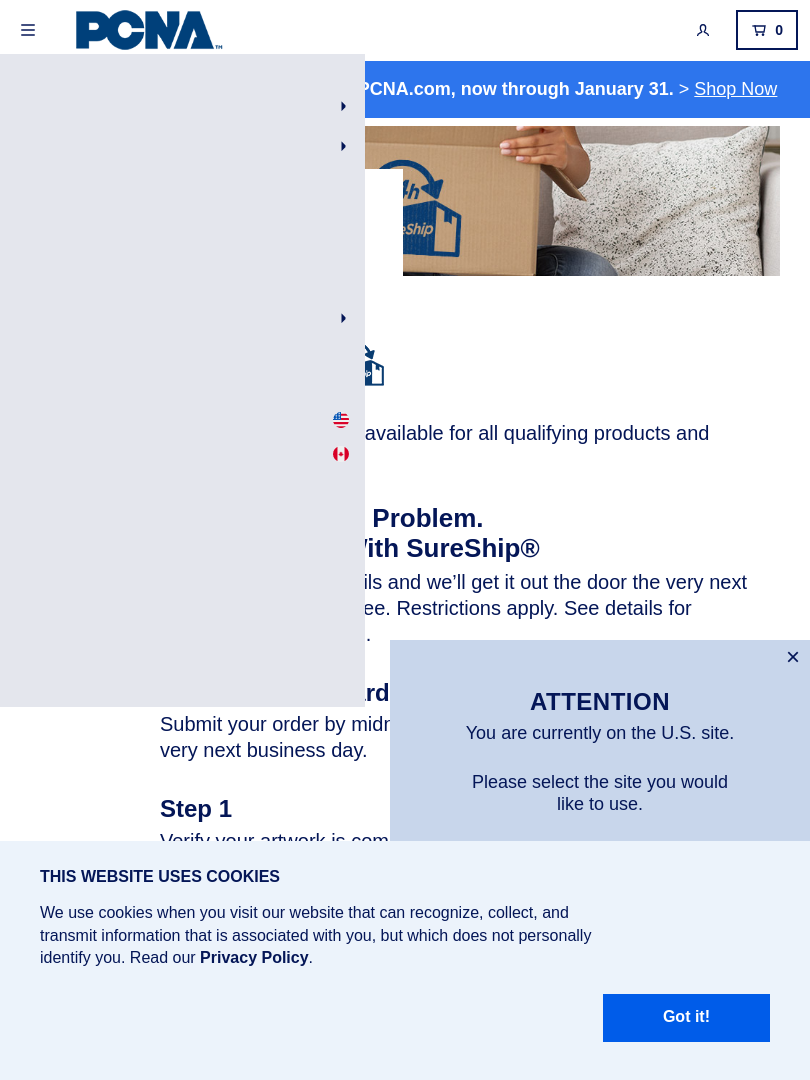 PCNA™
0
PCNA.com, now through January 31. > Shop Now
available for all qualifying products and
Problem.
With SureShip®
ils and we’ll get it out the door the very next
ee. Restrictions apply. See details for
.
ard
Submit your order by midn
very next business day.
Step 1
Verify your artwork is com
ATTENTION
You are currently on the U.S. site.
Please select the site you would
like to use.
THIS WEBSITE USES COOKIES
We use cookies when you visit our website that can recognize, collect, and
transmit information that is associated with you, but which does not personally
identify you. Read our Privacy Policy.
Got it!